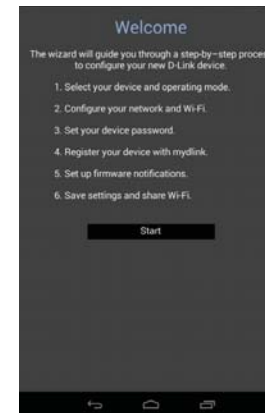 Welcome
The wizard will guide you through a step-by-step proces
to configure your new D-Link device.
1. Select your device and operating mode.
2. Configure your network and Wi-Fi.
3. Set your device password.
4. Register your device with mydlink.
5. Set up firmware notifications.
6. Save settings and share Wi-Fi.
Start